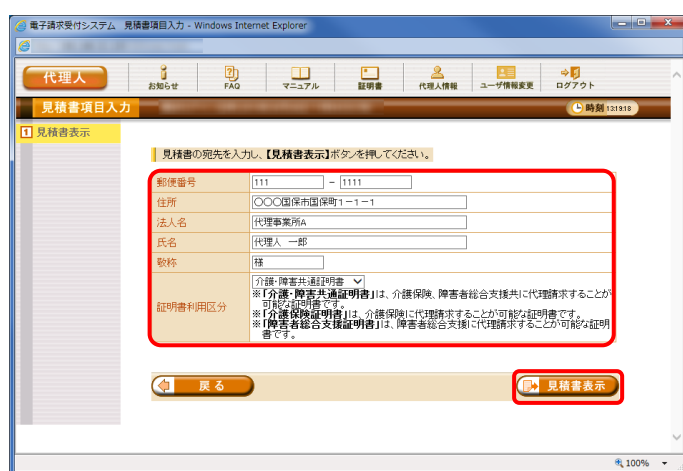 電子請求受付システム 見積書項目入力 - Windows Internet Explorer
代理人
お知らせ
FAQ
マニュアル
証明書
代理人情報
ユーザ情報変更
ログアウト
見積書項目入力
時刻 13:19:18
1 見積書表示
見積書の宛先を入力し、【見積書表示】ボタンを押してください。
郵便番号 111 - 1111
住所 〇〇〇国保市国保町1-1-1
法人名 代理事業所A
氏名 代理人 一郎
敬称 様
証明書利用区分 介護・障害共通証明書
※「介護・障害共通証明書」は、介護保険、障害者総合支援共に代理請求することが
可能な証明書です。
※「介護保険証明書」は、介護保険に代理請求することが可能な証明書です。
※「障害者総合支援証明書」は、障害者総合支援に代理請求することが可能な証明
書です。
戻る
見積書表示
100%